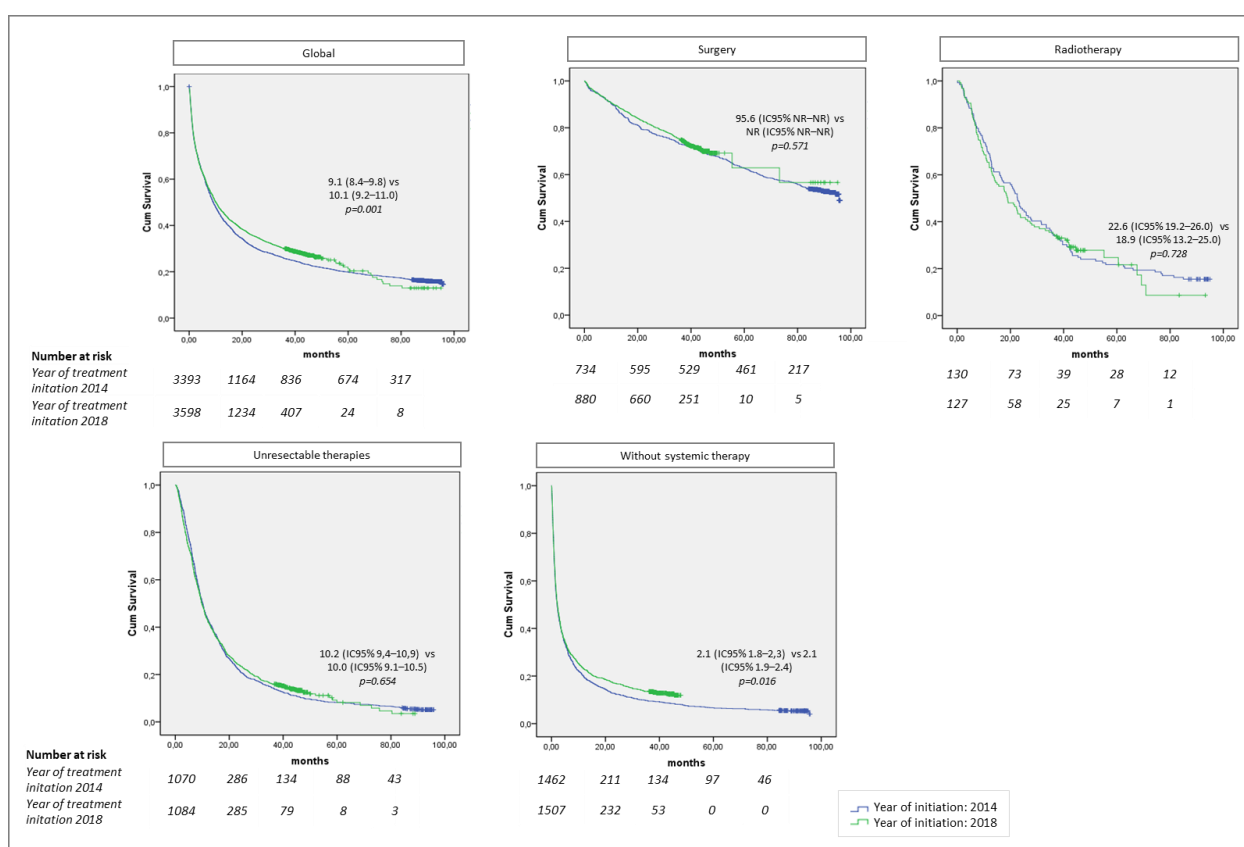 Global
1,0
0,8
0,6
0,4
0,2
0,0
Cum Survival
9.1 (8.4–9.8) vs
10.1 (9.2–11.0)
p=0.001
0,00 20,00 40,00 60,00 80,00 100,00
months
Surgery
1,0
0,8
0,6
0,4
0,2
0,0
Cum Survival
95.6 (IC95% NR–NR) vs
NR (IC95% NR–NR)
p=0.571
0,00 20,00 40,00 60,00 80,00 100,00
months
Radiotherapy
1,0
0,8
0,6
0,4
0,2
0,0
Cum Survival
22.6 (IC95% 19.2–26.0) vs
18.9 (IC95% 13.2–25.0)
p=0.728
0,00 20,00 40,00 60,00 80,00 100,00
months
Number at risk
Year of treatment
initation 2014
3393 1164 836 674 317
734 595 529 461 217
130 73 39 28 12
Year of treatment
initation 2018
3598 1234 407 24 8
880 660 251 10 5
127 58 25 7 1
Unresectable therapies
1,0
0,8
0,6
0,4
0,2
0,0
Cum Survival
10.2 (IC95% 9,4–10,9) vs
10.0 (IC95% 9.1–10.5)
p=0.654
0,00 20,00 40,00 60,00 80,00 100,00
months
Without systemic therapy
1,0
0,8
0,6
0,4
0,2
0,0
Cum Survival
2.1 (IC95% 1.8–2,3) vs 2.1
(IC95% 1.9–2.4)
p=0.016
0,00 20,00 40,00 60,00 80,00 100,00
months
Number at risk
Year of treatment
initation 2014
1070 286 134 88 43
1462 211 134 97 46
Year of treatment
initation 2018
1084 285 79 8 3
1507 232 53 0 0
Year of initiation: 2014
Year of initiation: 2018